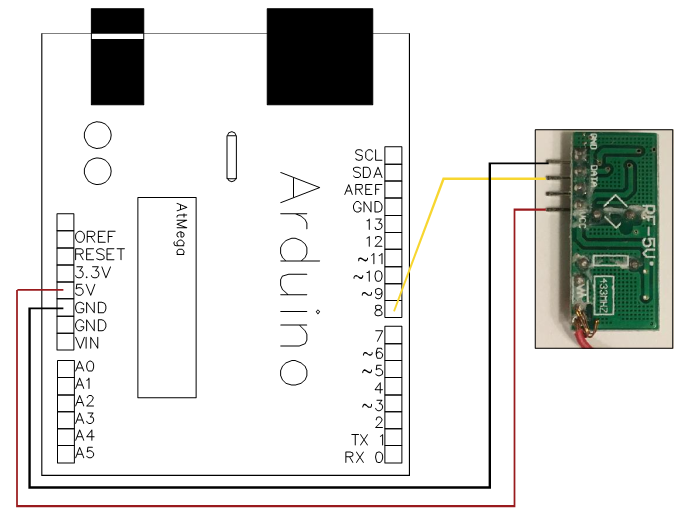 SCL
SDA
AREF
GND
13
12
~11
~10
~9
8
7
~6
~5
4
~3
2
TX 1
RX 0
OREF
RESET
3.3V
5V
GND
GND
VIN
A0
A1
A2
A3
A4
A5
AtMega
Arduino
GND
DATA
VCC
RF-5V
433MHZ